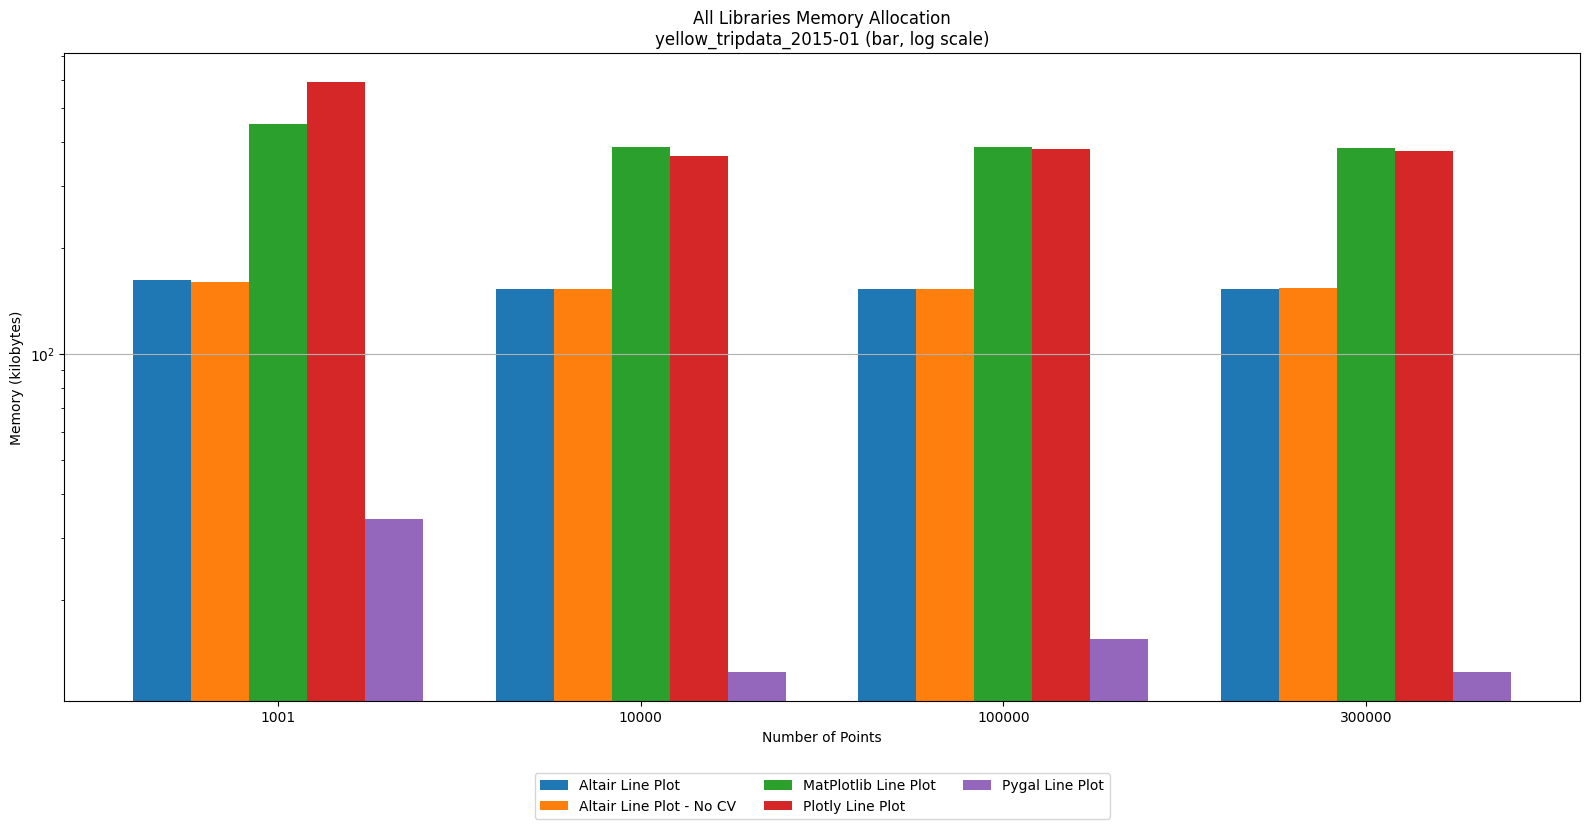 All Libraries Memory Allocation
yellow_tripdata_2015-01 (bar, log scale)
Memory (kilobytes)
10²
1001
10000
100000
300000
Number of Points
Altair Line Plot
Altair Line Plot - No CV
MatPlotlib Line Plot
Plotly Line Plot
Pygal Line Plot